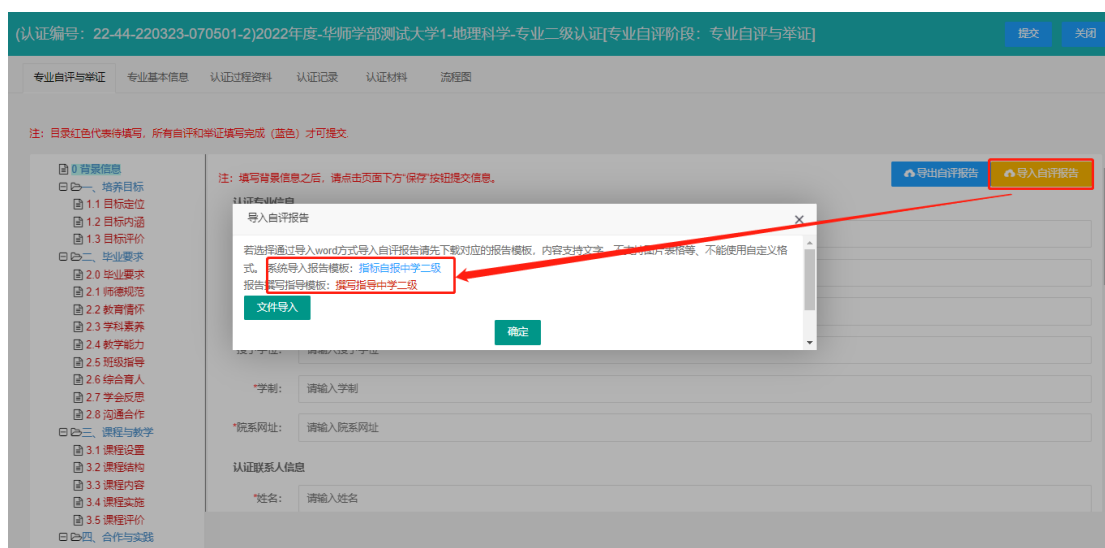 (认证编号：22-44-220323-070501-2)2022年度-华师学部测试大学1-地理科学-专业二级认证[专业自评阶段：专业自评与举证]
提交 关闭
专业自评与举证 专业基本信息 认证过程资料 认证记录 认证材料 流程图
注：目录红色代表待填写，所有自评和举证填写完成（蓝色）才可提交
0 背景信息
一、培养目标
1.1 目标定位
1.2 目标内涵
1.3 目标评价
二、毕业要求
2.0 毕业要求
2.1 师德规范
2.2 教育情怀
2.3 学科素养
2.4 教学能力
2.5 班级指导
2.6 综合育人
2.7 学会反思
2.8 沟通合作
三、课程与教学
3.1 课程设置
3.2 课程结构
3.3 课程内容
3.4 课程实施
3.5 课程评价
四、合作与实践
注：填写背景信息之后，请点击页面下方“保存”按钮提交信息。
导出自评报告 导入自评报告
认证专业信息
导入自评报告 ×
若选择通过导入word方式导入自评报告请先下载对应的报告模板，内容支持文字，不支持图片表格等、不能使用自定义格
式。系统导入报告模板：指标自报中学二级
报告撰写指导模板：撰写指导中学二级
文件导入
确定
授予学位： 请输入授予学位
*学制： 请输入学制
*院系网址： 请输入院系网址
认证联系人信息
*姓名： 请输入姓名